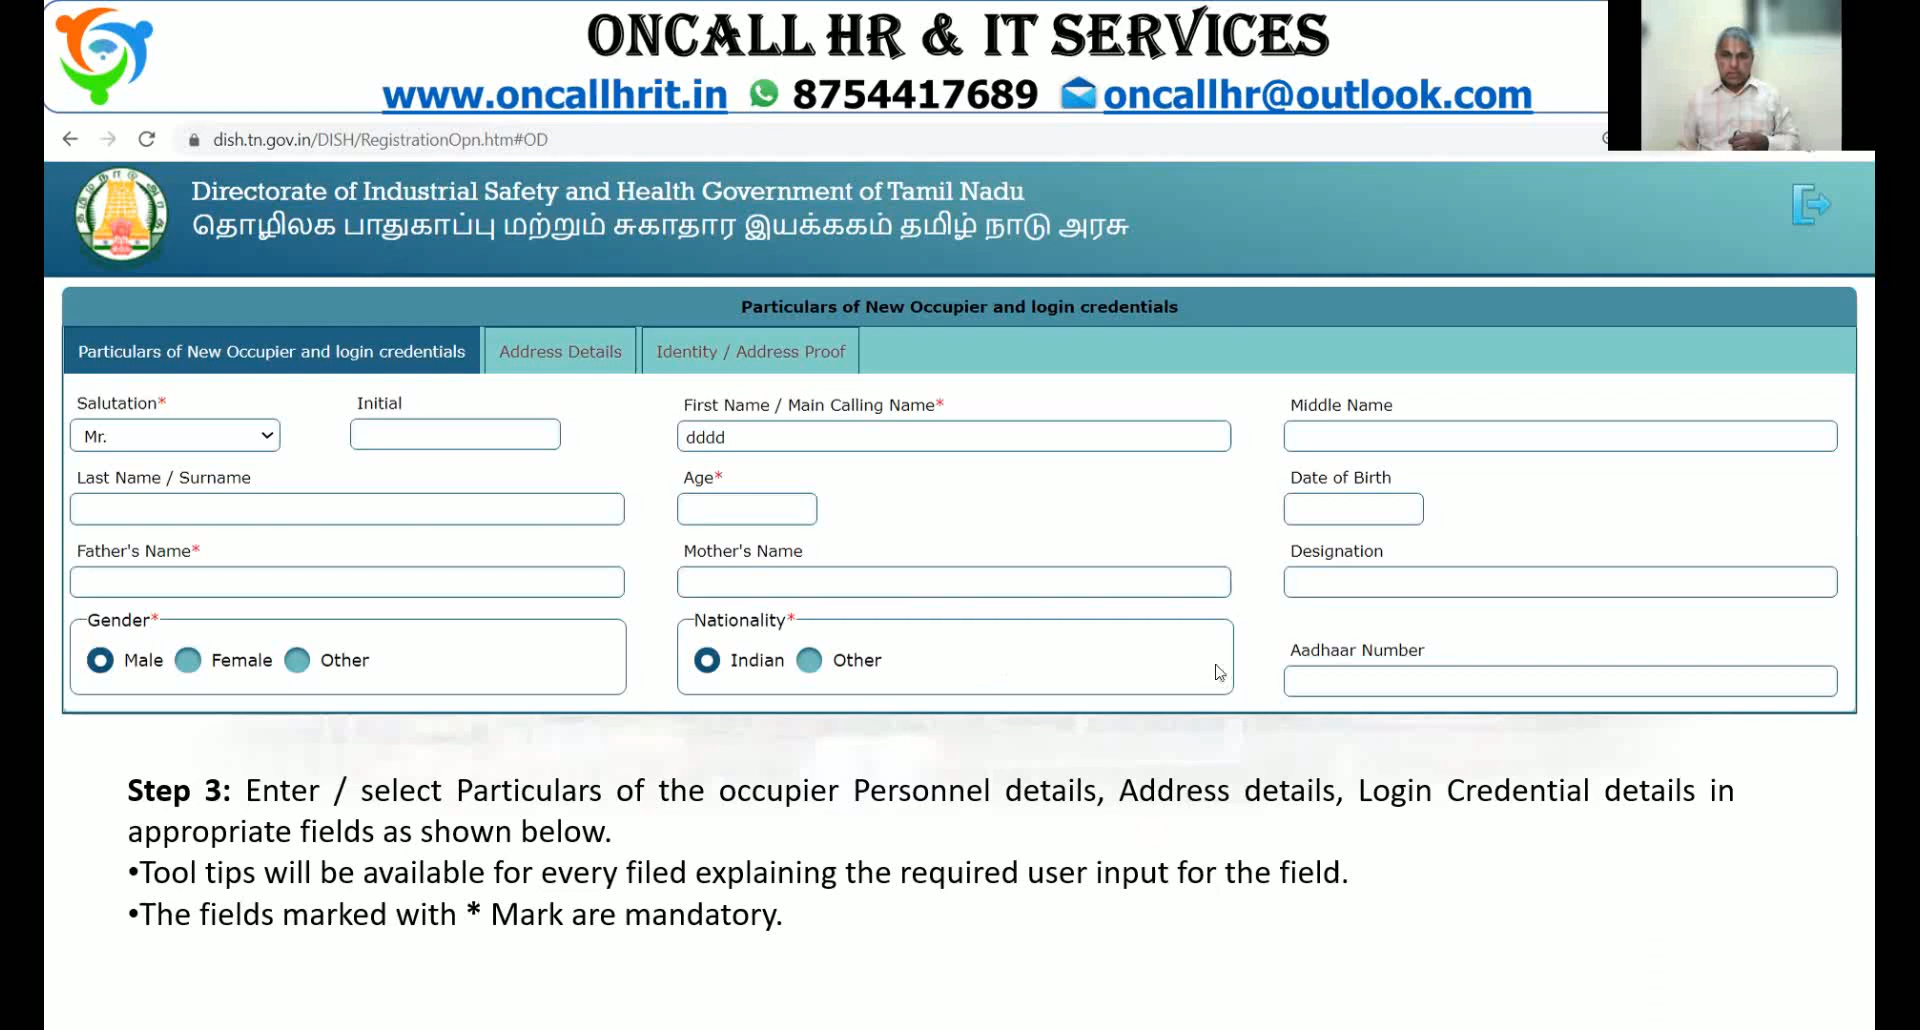 ONCALL HR & IT SERVICES
www.oncallhrit.in 8754417689 oncallhr@outlook.com
dish.tn.gov.in/DISH/RegistrationOpn.htm#OD
Directorate of Industrial Safety and Health Government of Tamil Nadu
தொழிலக பாதுகாப்பு மற்றும் சுகாதார இயக்ககம் தமிழ் நாடு அரசு
Particulars of New Occupier and login credentials
Particulars of New Occupier and login credentials Address Details Identity / Address Proof
Salutation* Initial First Name / Main Calling Name* Middle Name
Mr. dddd
Last Name / Surname Age* Date of Birth
Father's Name* Mother's Name Designation
Gender* Nationality*
Aadhaar Number
Male Female Other Indian Other
Step 3: Enter / select Particulars of the occupier Personnel details, Address details, Login Credential details in
appropriate fields as shown below.
•Tool tips will be available for every filed explaining the required user input for the field.
•The fields marked with * Mark are mandatory.